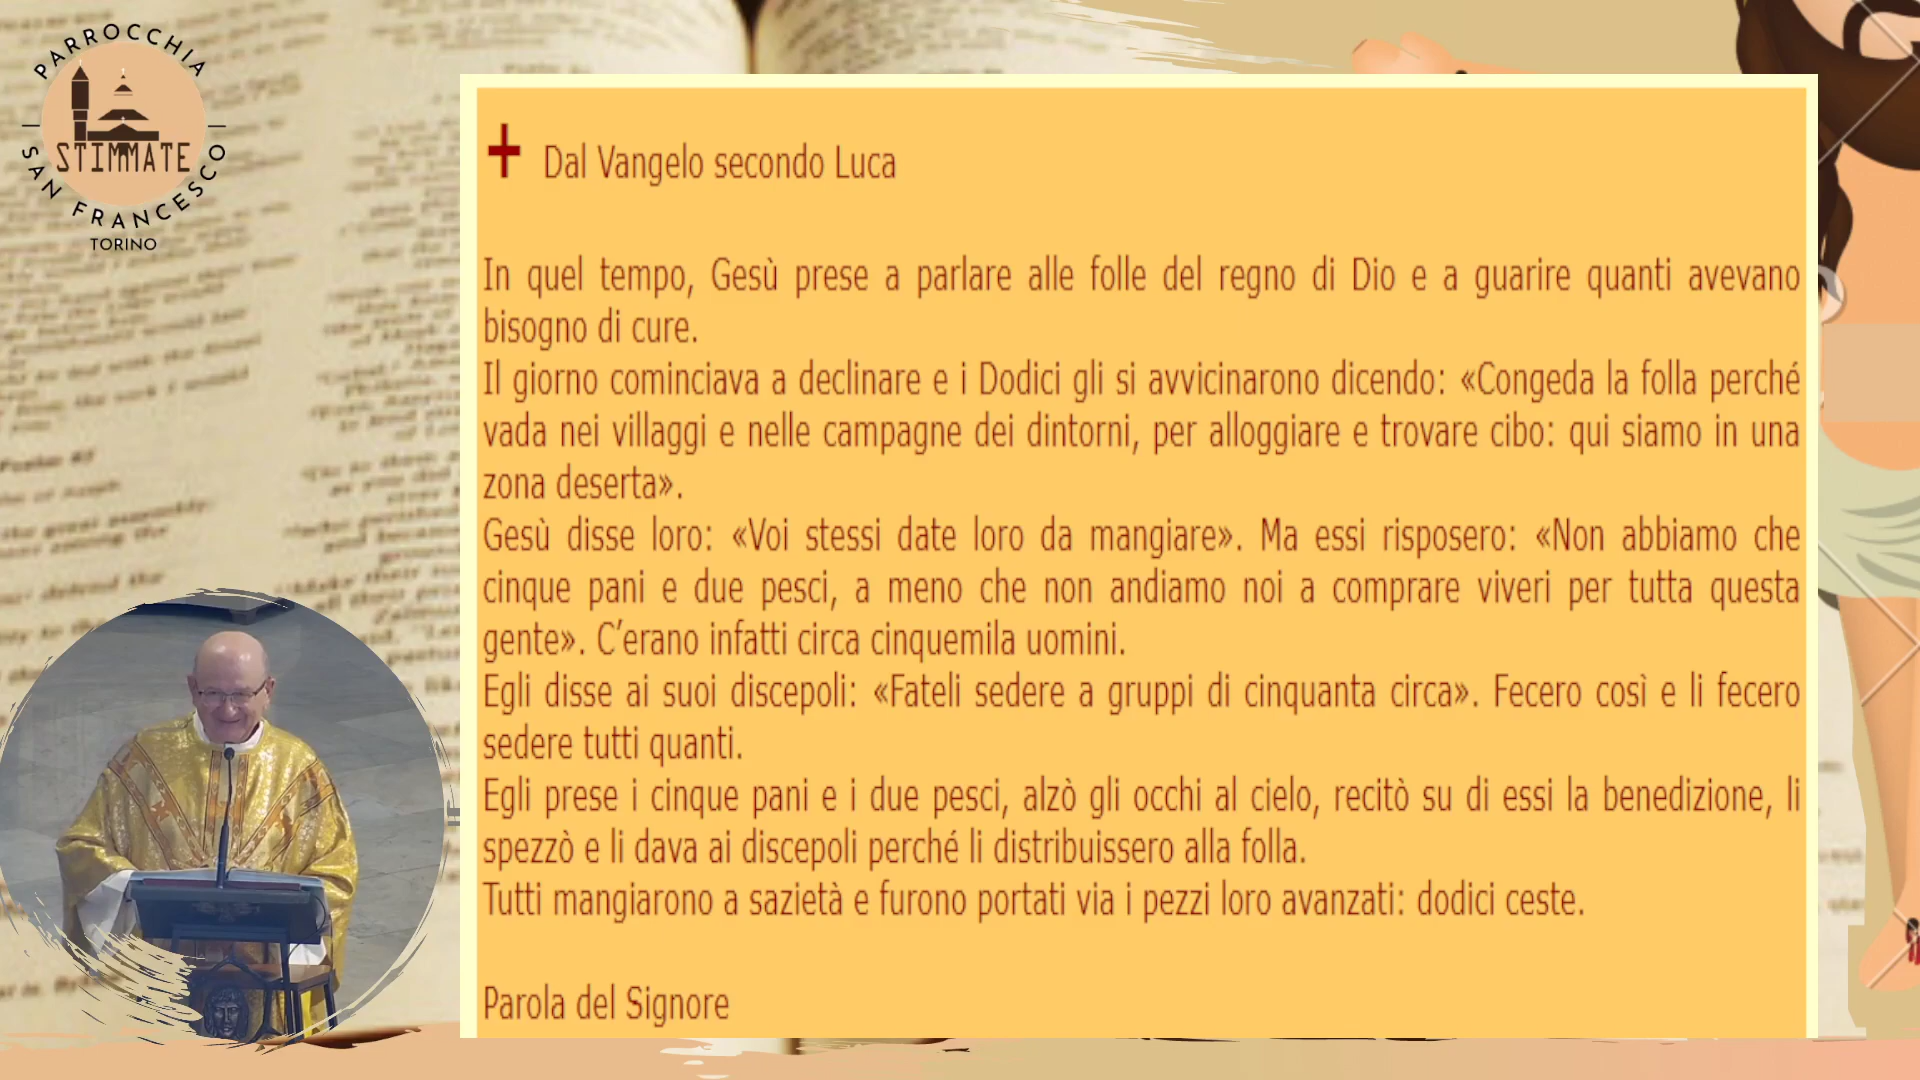 PARROCCHIA
STIMMATE
SAN FRANCESCO
TORINO
Dal Vangelo secondo Luca
In quel tempo, Gesù prese a parlare alle folle del regno di Dio e a guarire quanti avevano
bisogno di cure.
Il giorno cominciava a declinare e i Dodici gli si avvicinarono dicendo: «Congeda la folla perché
vada nei villaggi e nelle campagne dei dintorni, per alloggiare e trovare cibo: qui siamo in una
zona deserta».
Gesù disse loro: «Voi stessi date loro da mangiare». Ma essi risposero: «Non abbiamo che
cinque pani e due pesci, a meno che non andiamo noi a comprare viveri per tutta questa
gente». C’erano infatti circa cinquemila uomini.
Egli disse ai suoi discepoli: «Fateli sedere a gruppi di cinquanta circa». Fecero così e li fecero
sedere tutti quanti.
Egli prese i cinque pani e i due pesci, alzò gli occhi al cielo, recitò su di essi la benedizione, li
spezzò e li dava ai discepoli perché li distribuissero alla folla.
Tutti mangiarono a sazietà e furono portati via i pezzi loro avanzati: dodici ceste.
Parola del Signore